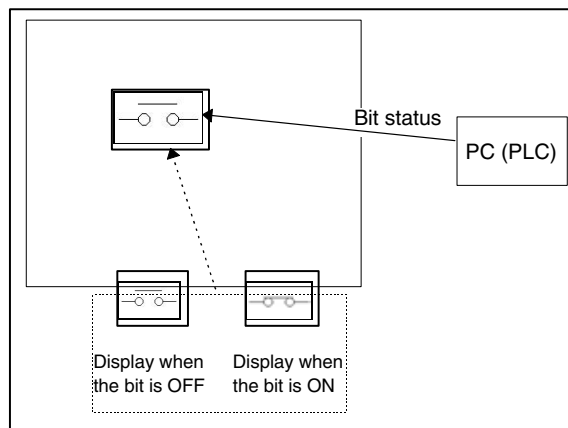 Bit status
PC (PLC)
Display when
the bit is OFF
Display when
the bit is ON